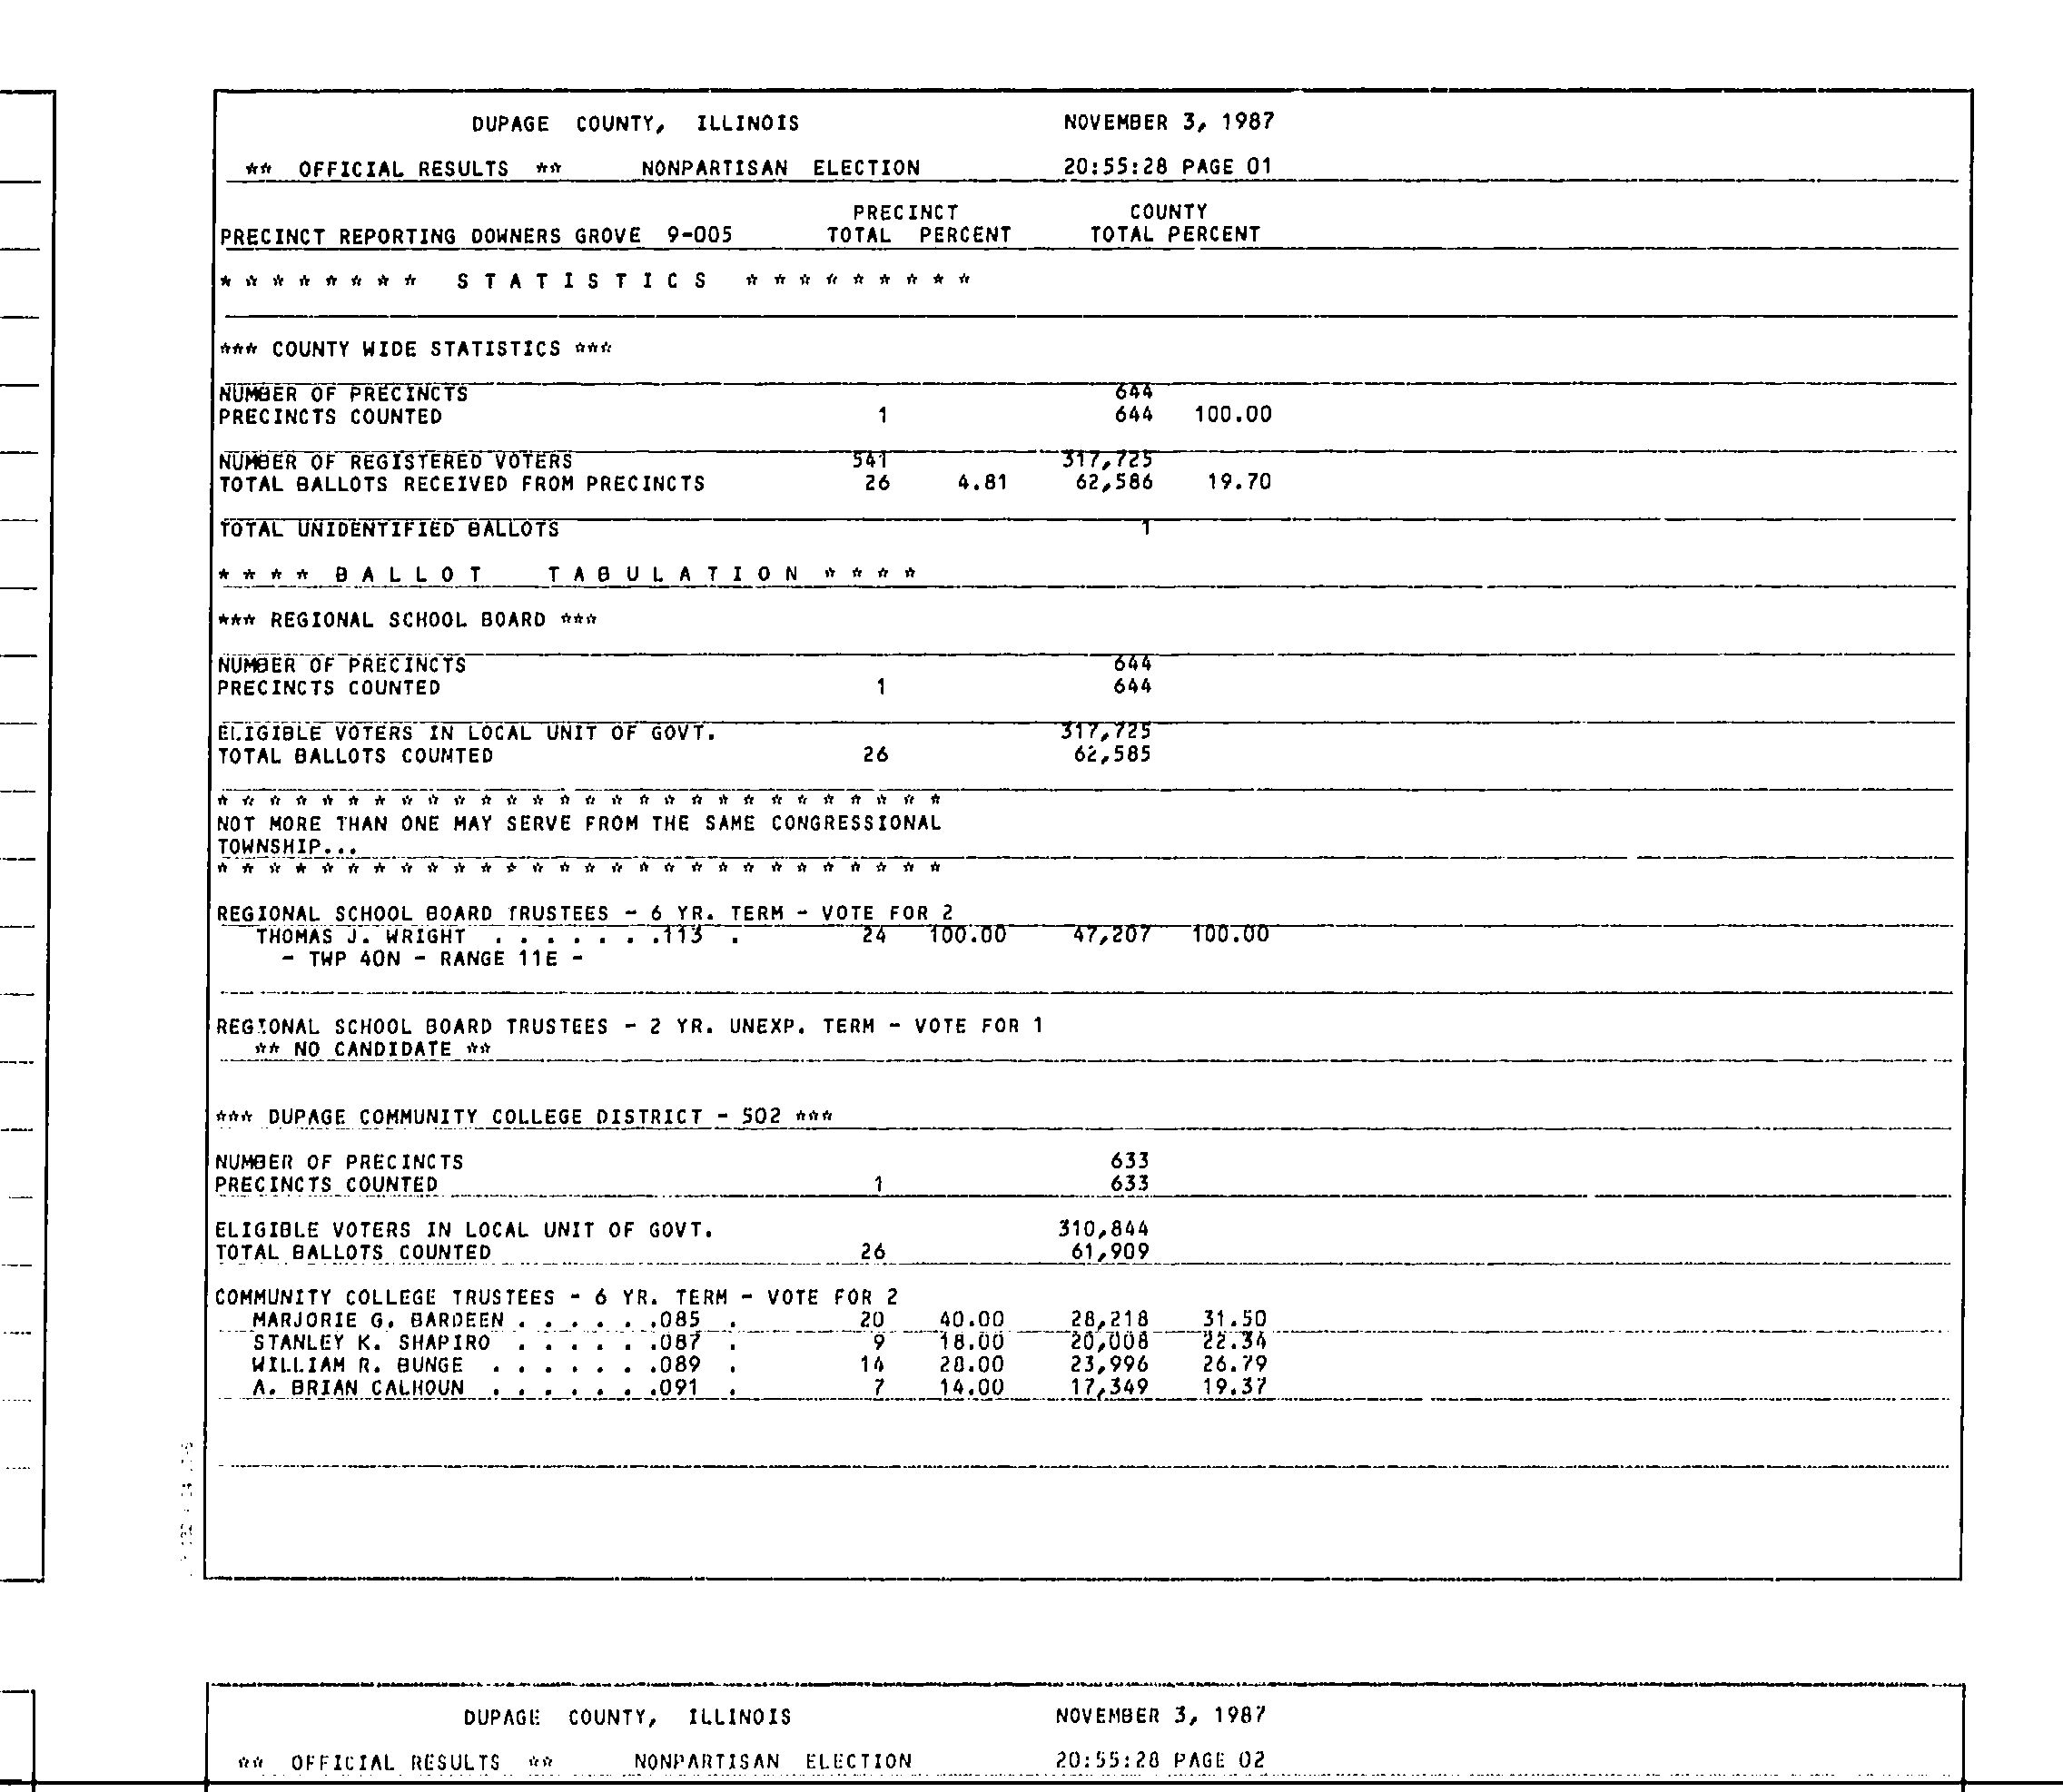 DUPAGE COUNTY, ILLINOIS NOVEMBER 3, 1987
** OFFICIAL RESULTS ** NONPARTISAN ELECTION 20:55:28 PAGE 01
PRECINCT COUNTY
PRECINCT REPORTING DOWNERS GROVE 9-005 TOTAL PERCENT TOTAL PERCENT
* * * * * * * * S T A T I S T I C S * * * * * * * * *
*** COUNTY WIDE STATISTICS ***
NUMBER OF PRECINCTS 644
PRECINCTS COUNTED 1 644 100.00
NUMBER OF REGISTERED VOTERS 541 317,725
TOTAL BALLOTS RECEIVED FROM PRECINCTS 26 4.81 62,586 19.70
TOTAL UNIDENTIFIED BALLOTS 1
* * * * B A L L O T T A B U L A T I O N * * * *
*** REGIONAL SCHOOL BOARD ***
NUMBER OF PRECINCTS 644
PRECINCTS COUNTED 1 644
ELIGIBLE VOTERS IN LOCAL UNIT OF GOVT. 317,725
TOTAL BALLOTS COUNTED 26 62,585
* * * * * * * * * * * * * * * * * * * * * * * * * * * *
NOT MORE THAN ONE MAY SERVE FROM THE SAME CONGRESSIONAL
TOWNSHIP...
* * * * * * * * * * * * * * * * * * * * * * * * * * * *
REGIONAL SCHOOL BOARD TRUSTEES - 6 YR. TERM - VOTE FOR 2
THOMAS J. WRIGHT . . . . . . .113 . 24 100.00 47,207 100.00
- TWP 40N - RANGE 11E -
REGIONAL SCHOOL BOARD TRUSTEES - 2 YR. UNEXP. TERM - VOTE FOR 1
** NO CANDIDATE **
*** DUPAGE COMMUNITY COLLEGE DISTRICT - 502 ***
NUMBER OF PRECINCTS 633
PRECINCTS COUNTED 1 633
ELIGIBLE VOTERS IN LOCAL UNIT OF GOVT. 310,844
TOTAL BALLOTS COUNTED 26 61,909
COMMUNITY COLLEGE TRUSTEES - 6 YR. TERM - VOTE FOR 2
MARJORIE G. BARDEEN . . . . . .085 . 20 40.00 28,218 31.50
STANLEY K. SHAPIRO . . . . . .087 . 9 18.00 20,008 22.34
WILLIAM R. BUNGE . . . . . . .089 . 14 28.00 23,996 26.79
A. BRIAN CALHOUN . . . . . . .091 . 7 14.00 17,349 19.37
DUPAGE COUNTY, ILLINOIS NOVEMBER 3, 1987
** OFFICIAL RESULTS ** NONPARTISAN ELECTION 20:55:28 PAGE 02